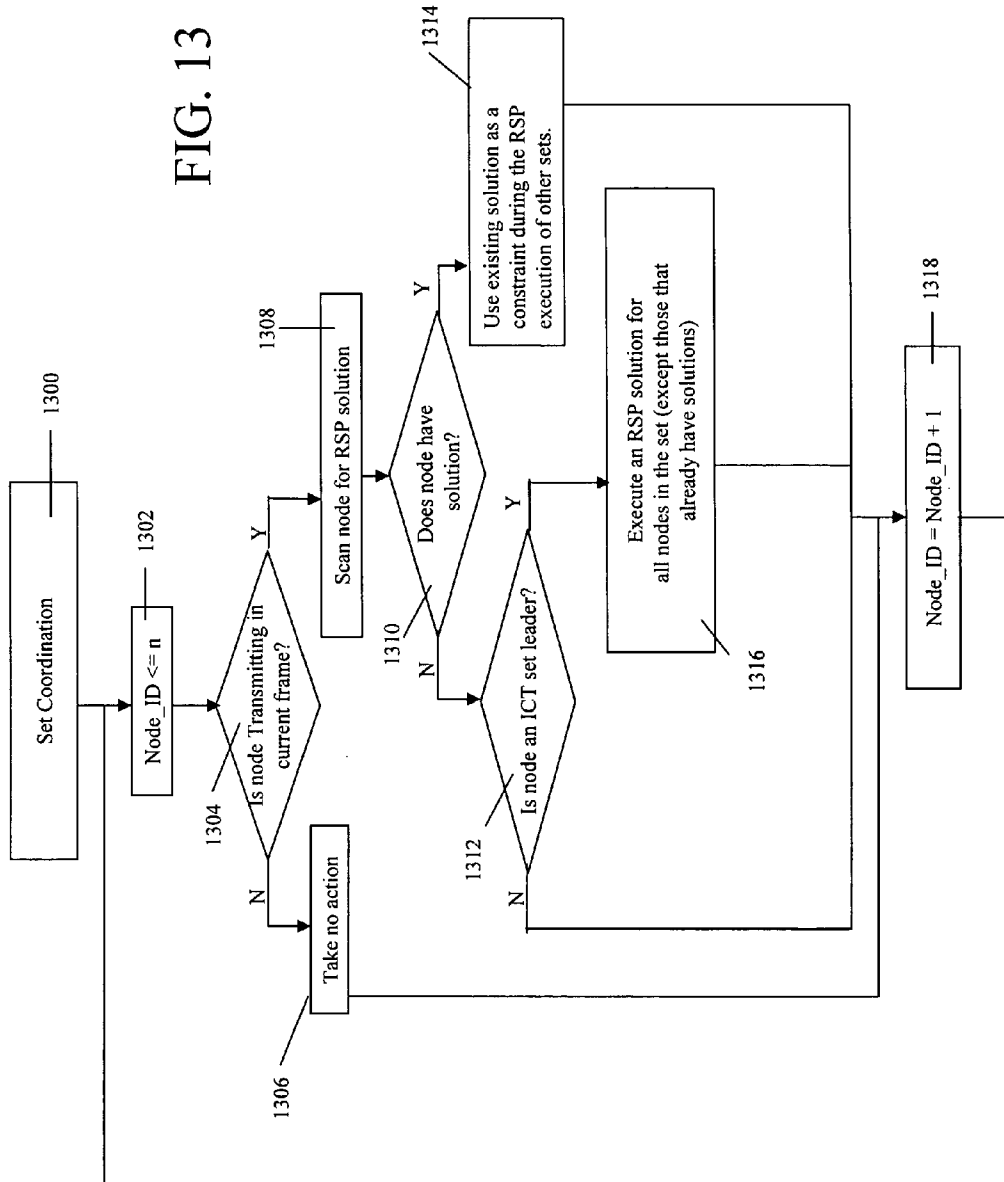 FIG. 13
Set Coordination
1300
Node_ID <= n
1302
Is node Transmitting in
current frame?
1304
N
Y
Take no action
1306
Scan node for RSP solution
1308
Does node have
solution?
1310
N
Y
Is node an ICT set leader?
1312
N
Y
Use existing solution as a
constraint during the RSP
execution of other sets.
1314
Execute an RSP solution for
all nodes in the set (except those that
already have solutions)
1316
Node_ID = Node_ID + 1
1318